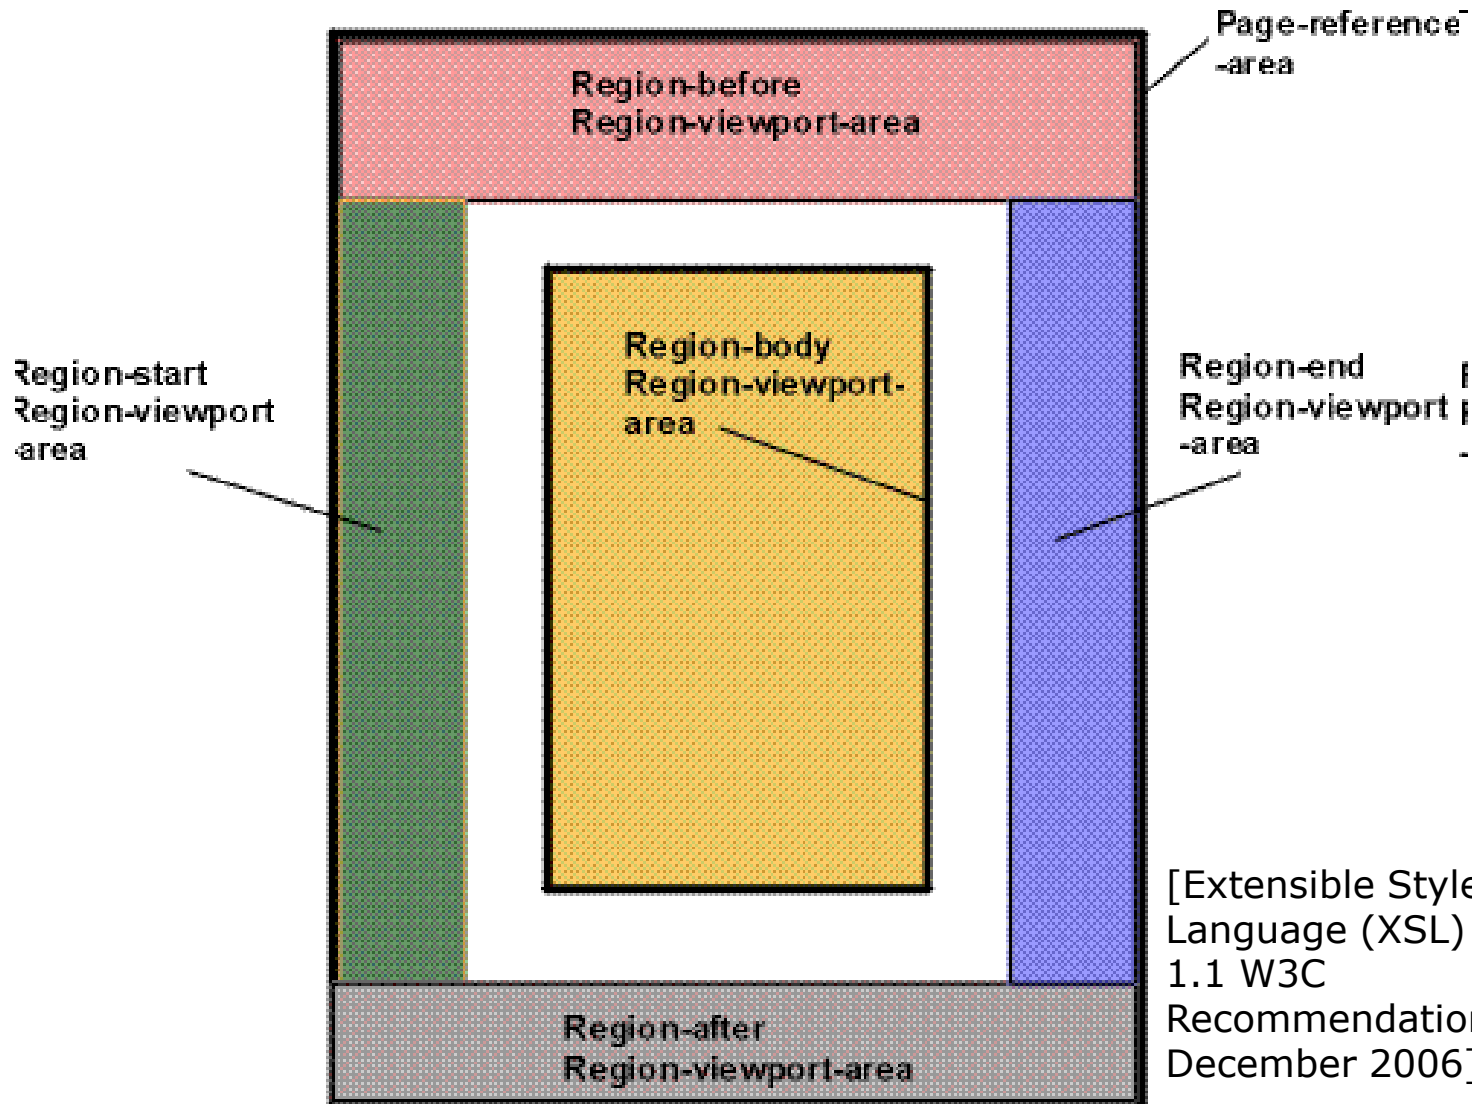 Page-reference
-area
Region-before
Region-viewport-area
Region-start
Region-viewport
-area
Region-body
Region-viewport-
area
Region-end
Region-viewport
-area
Region-after
Region-viewport-area
[Extensible Style
Language (XSL)
1.1 W3C
Recommendation
December 2006]